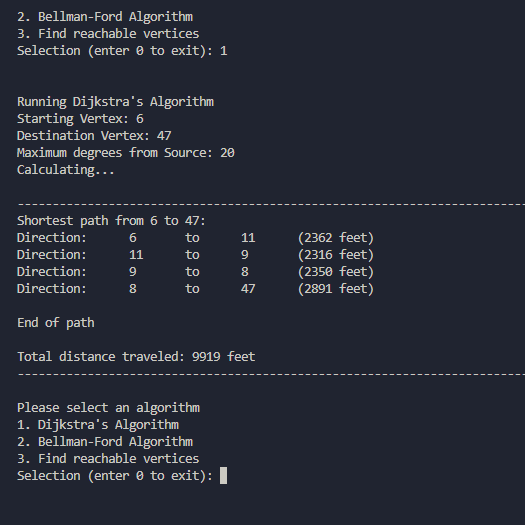 2. Bellman-Ford Algorithm
3. Find reachable vertices
Selection (enter 0 to exit): 1
Running Dijkstra's Algorithm
Starting Vertex: 6
Destination Vertex: 47
Maximum degrees from Source: 20
Calculating...
--------------------------------------------------------------------------
Shortest path from 6 to 47:
Direction:      6       to      11      (2362 feet)
Direction:      11      to      9       (2316 feet)
Direction:      9       to      8       (2350 feet)
Direction:      8       to      47      (2891 feet)
End of path
Total distance traveled: 9919 feet
--------------------------------------------------------------------------
Please select an algorithm
1. Dijkstra's Algorithm
2. Bellman-Ford Algorithm
3. Find reachable vertices
Selection (enter 0 to exit):